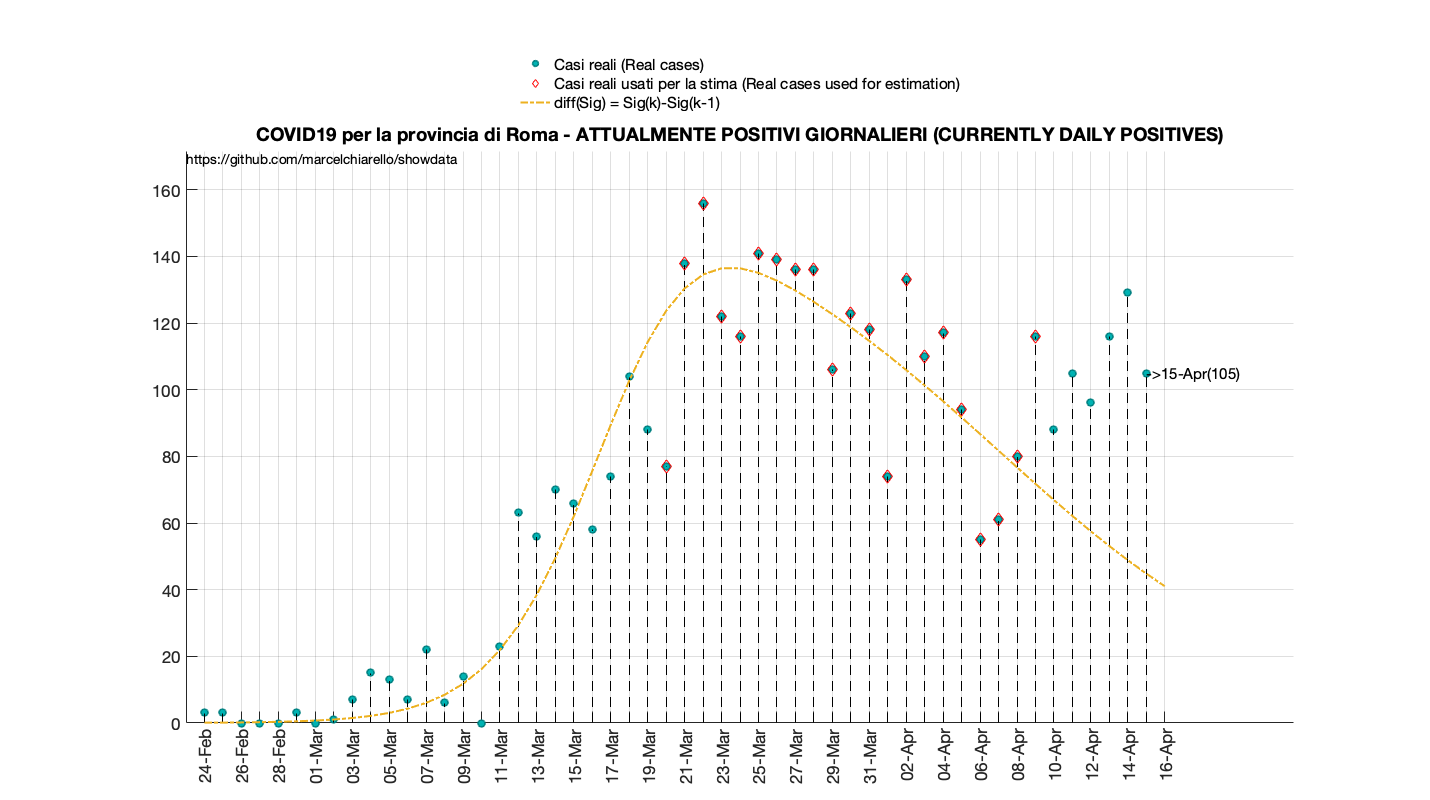 Casi reali (Real cases)
Casi reali usati per la stima (Real cases used for estimation)
diff(Sig) = Sig(k)-Sig(k-1)
COVID19 per la provincia di Roma - ATTUALMENTE POSITIVI GIORNALIERI (CURRENTLY DAILY POSITIVES)
https://github.com/marcelchiarello/showdata
160
140
120
100
80
60
40
20
0
->15-Apr(105)
24-Feb
26-Feb
28-Feb
01-Mar
03-Mar
05-Mar
07-Mar
09-Mar
11-Mar
13-Mar
15-Mar
17-Mar
19-Mar
21-Mar
23-Mar
25-Mar
27-Mar
29-Mar
31-Mar
02-Apr
04-Apr
06-Apr
08-Apr
10-Apr
12-Apr
14-Apr
16-Apr